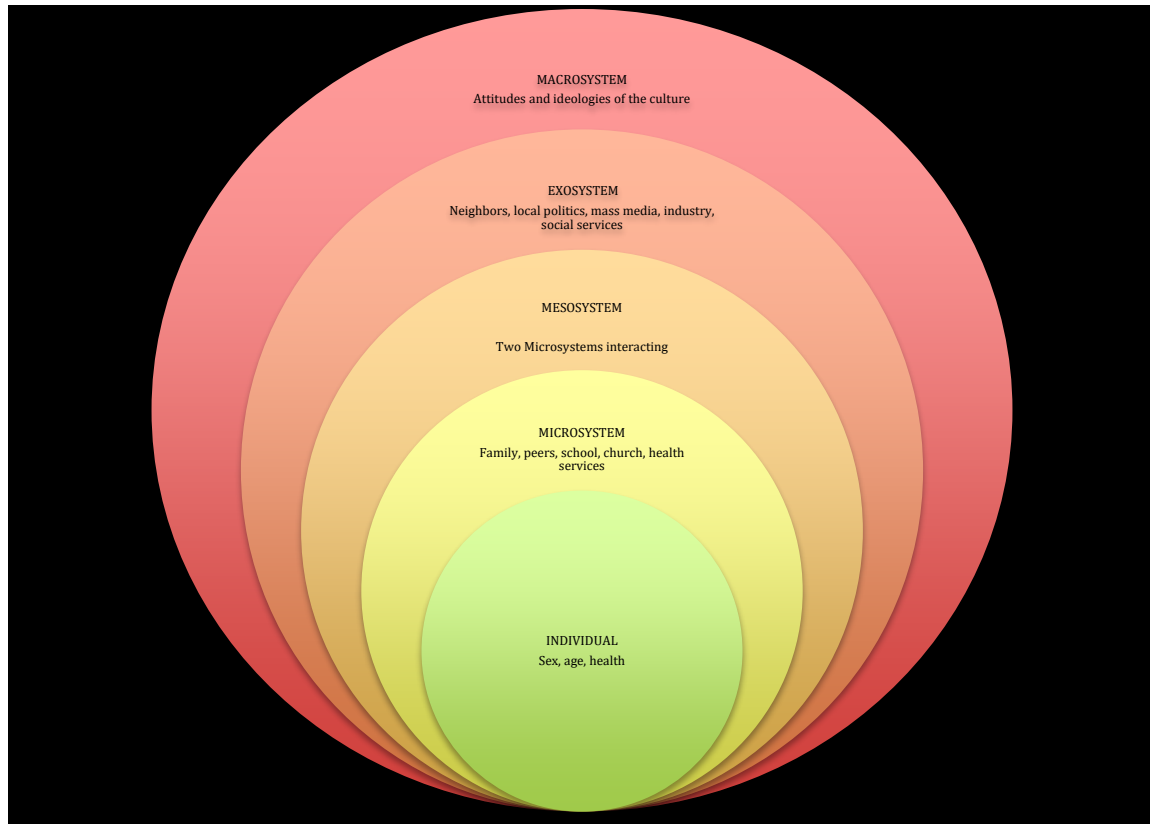 MACROSYSTEM
Attitudes and ideologies of the culture
EXOSYSTEM
Neighbors, local politics, mass media, industry,
social services
MESOSYSTEM
Two Microsystems interacting
MICROSYSTEM
Family, peers, school, church, health
services
INDIVIDUAL
Sex, age, health